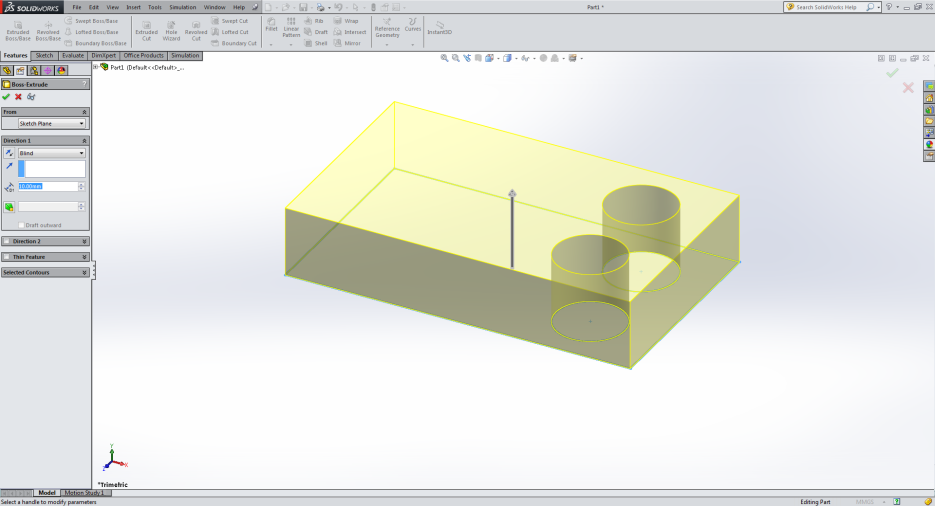 SOLIDWORKS File Edit View Insert Tools Simulation Window Help Part1 * Search SolidWorks Help
Extruded Boss/Base
Revolved Boss/Base
Swept Boss/Base
Lofted Boss/Base
Boundary Boss/Base
Extruded Cut
Hole Wizard
Revolved Cut
Swept Cut
Lofted Cut
Boundary Cut
Fillet
Linear Pattern
Rib
Draft
Shell
Wrap
Intersect
Mirror
Reference Geometry
Curves
Instant3D
Features Sketch Evaluate DimXpert Office Products Simulation
Part1 (Default<<Default>_...
Boss-Extrude ?
From
Sketch Plane
Direction 1
Blind
10.00mm
Draft outward
Direction 2
Thin Feature
Selected Contours
Y
X
Z
*Trimetric
Model Motion Study 1
Select a handle to modify parameters Editing Part MMGS